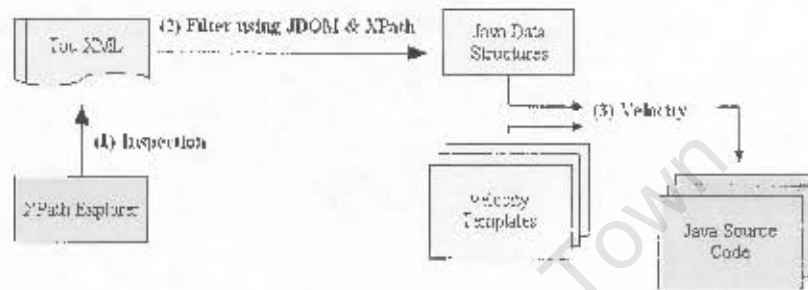 (2) Filter using JDOM & XPath
XML
Java Data
Structures
(3) Velocity
(1) Inspection
XPath Explorer
Velocity
Templates
Java Source
Code
Town